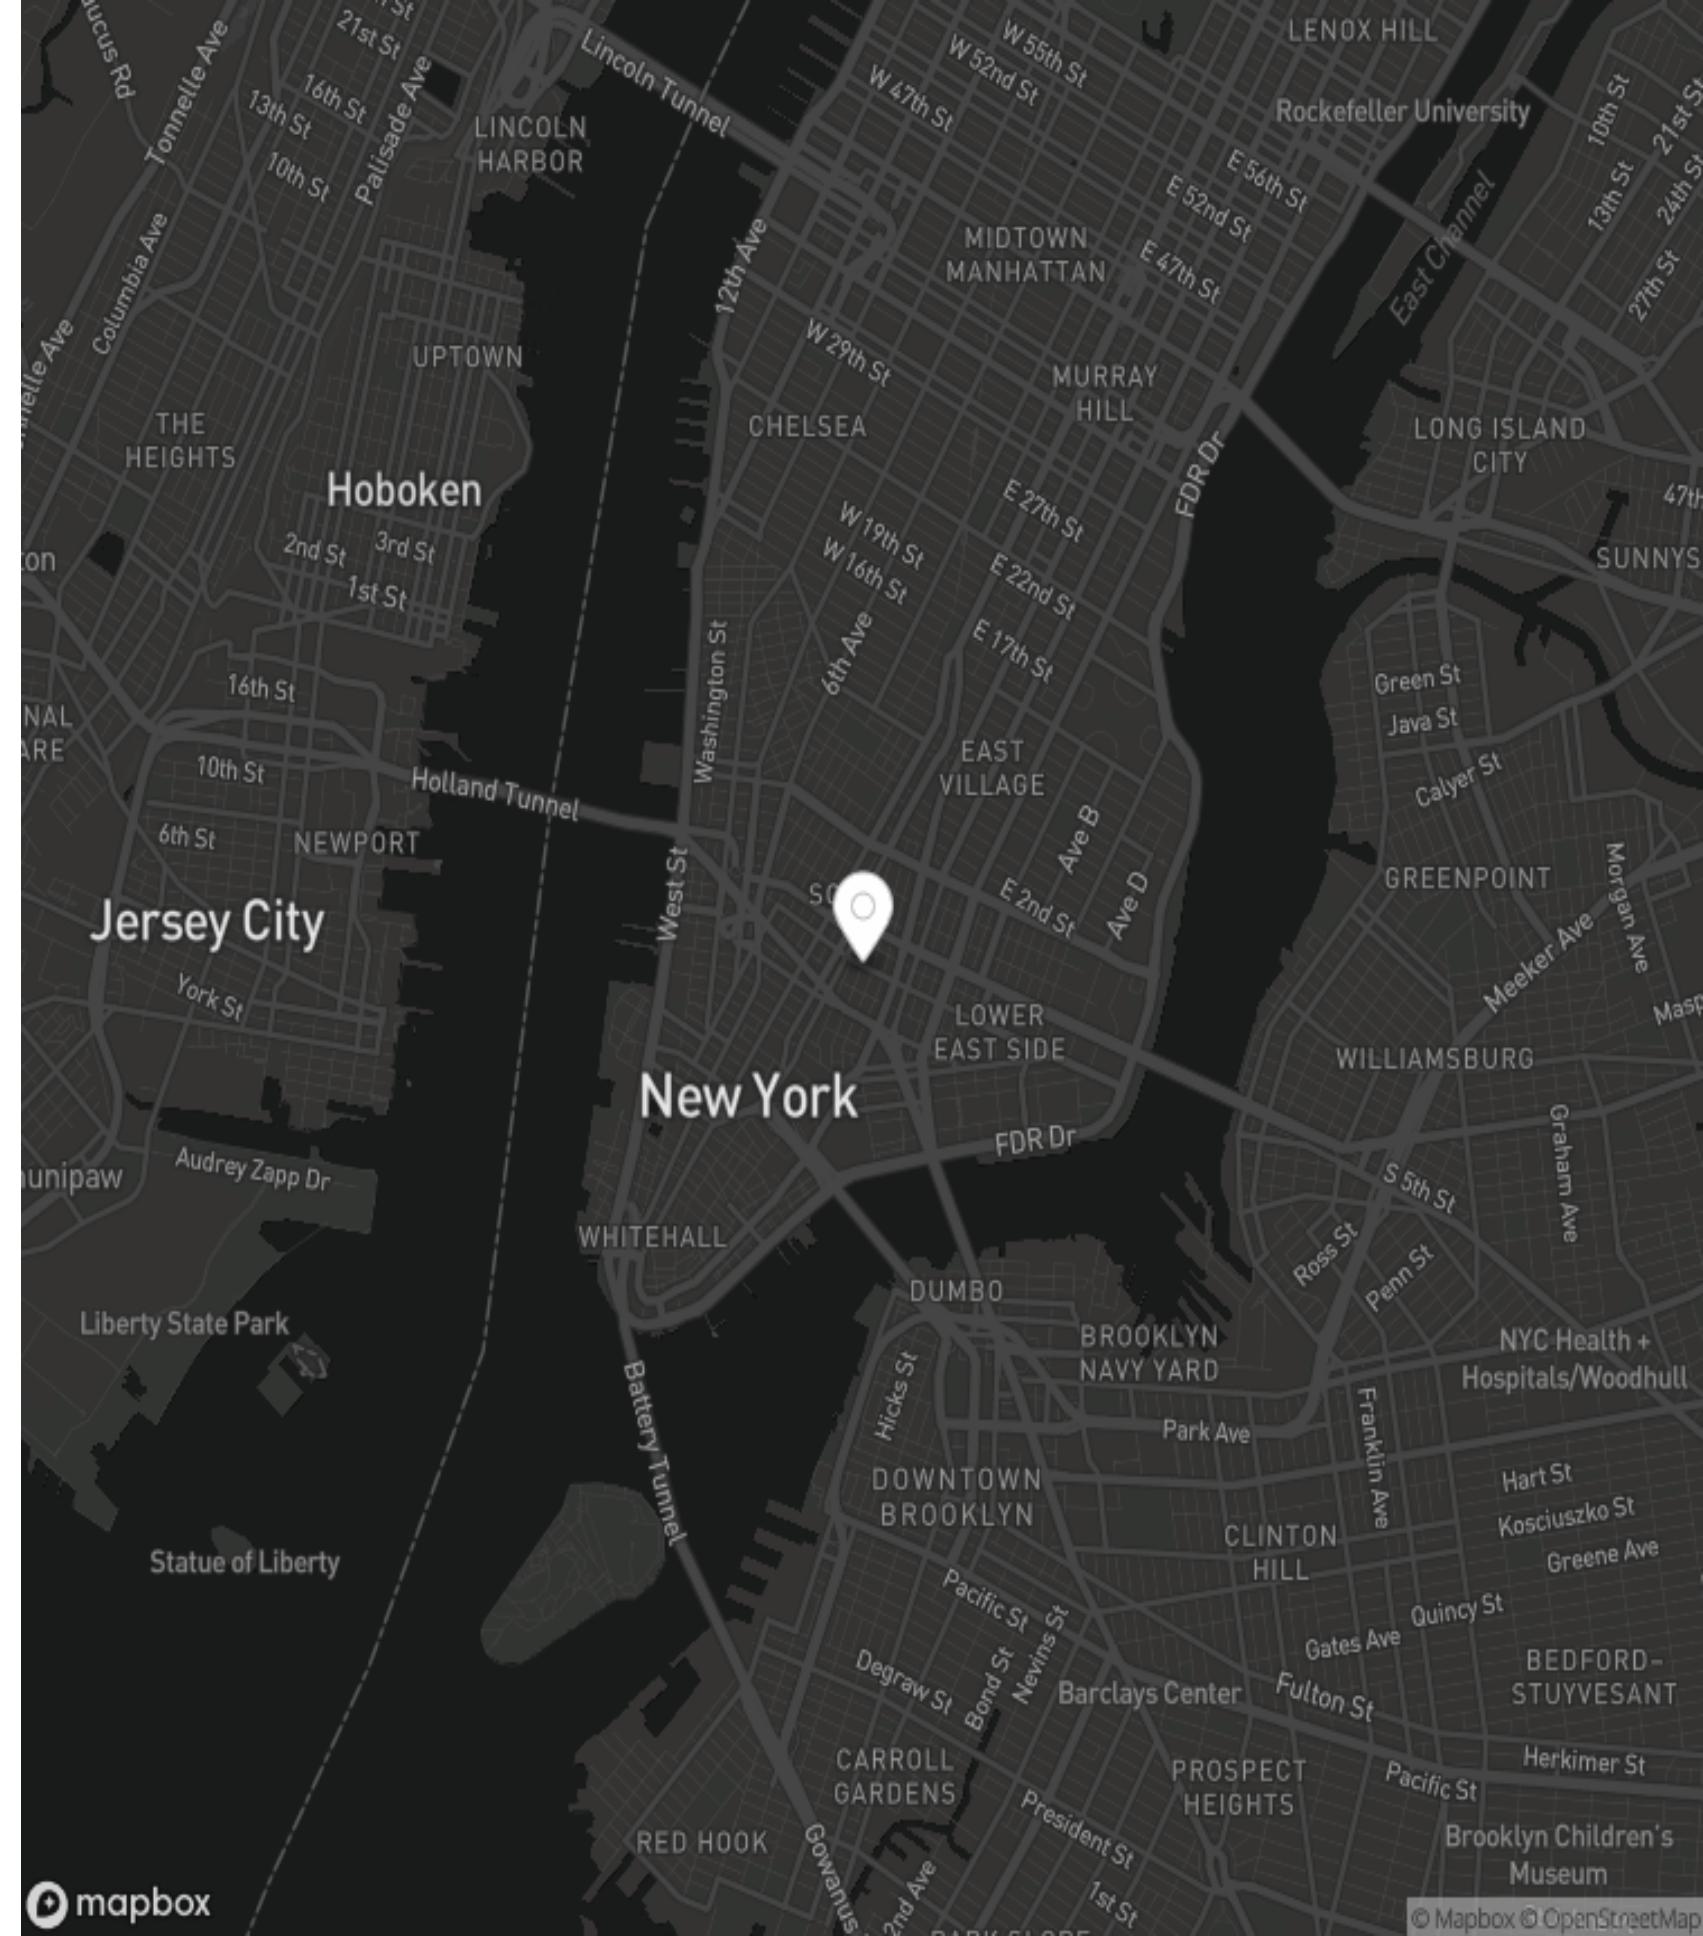 21st St
LENOX HILL
Lincoln Tunnel
W 55th St
W 52nd St
W 47th St
Rockefeller University
Tonnelle Ave
Palisade Ave
16th St
13th St
10th St
LINCOLN
HARBOR
10th St
21st St
13th St
24th S
27th St
E 56th St
E 52nd St
E 47th St
East Channel
MIDTOWN
MANHATTAN
12th Ave
Columbia Ave
W 29th St
UPTOWN
MURRAY
HILL
CHELSEA
THE
HEIGHTS
LONG ISLAND
CITY
FDR Dr
Hoboken
47th
E 27th St
W 19th St
W 16th St
2nd St
3rd St
1st St
ton
SUNNYS
E 22nd St
E 17th St
6th Ave
Washington St
16th St
Green St
Java St
NAL
ARE
EAST
VILLAGE
10th St
Holland Tunnel
Calyer St
6th St
NEWPORT
Ave B
Ave D
E 2nd St
West St
GREENPOINT
Morgan Ave
Jersey City
Meeker Ave
York St
LOWER
EAST SIDE
Masp
WILLIAMSBURG
New York
FDR Dr
Graham Ave
unipaw
Audrey Zapp Dr
S 5th St
WHITEHALL
Ross St
Penn St
DUMBO
Liberty State Park
BROOKLYN
NAVY YARD
NYC Health +
Hospitals/Woodhull
Hicks St
Battery Tunnel
Park Ave
Franklin Ave
DOWNTOWN
BROOKLYN
Hart St
Kosciuszko St
Greene Ave
CLINTON
HILL
Statue of Liberty
Pacific St
Nevins St
Bond St
Quincy St
Gates Ave
Degraw St
Barclays Center
Fulton St
BEDFORD-
STUYVESANT
CARROLL
GARDENS
PROSPECT
HEIGHTS
Herkimer St
Pacific St
President St
RED HOOK
Gowanus
Brooklyn Children's
Museum
2nd Ave
1st St
mapbox
© Mapbox © OpenStreetMap